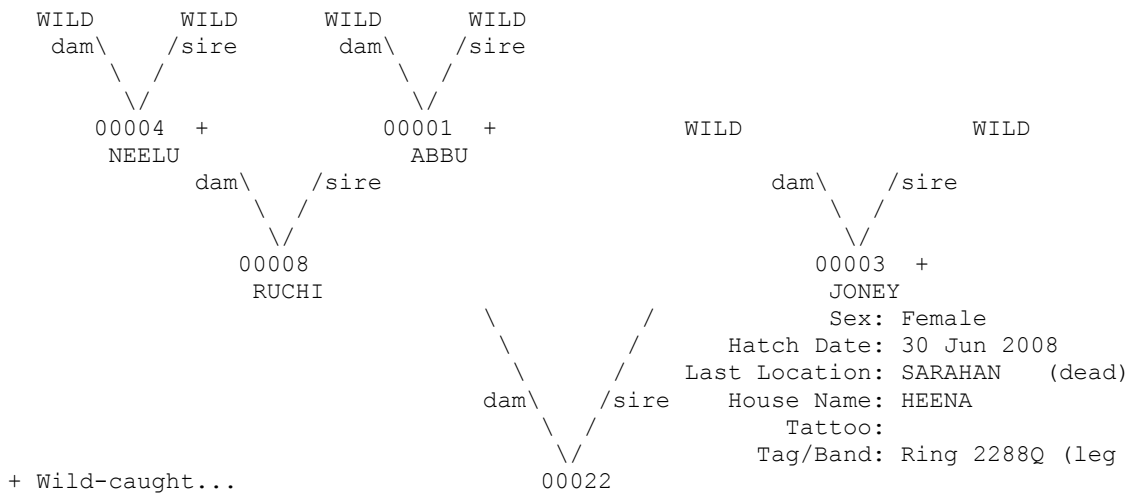 WILD WILD WILD WILD
dam\ /sire dam\ /sire
\ / \ /
\/ \/
00004 + 00001 + WILD WILD
NEELU ABBU
dam\ /sire dam\ /sire
\ / \ /
\/ \/
00008 00003 +
RUCHI JONEY
\ / Sex: Female
\ / Hatch Date: 30 Jun 2008
\ / Last Location: SARAHAN (dead)
dam\ /sire House Name: HEENA
\ / Tattoo:
\/ Tag/Band: Ring 2288Q (leg
+ Wild-caught... 00022